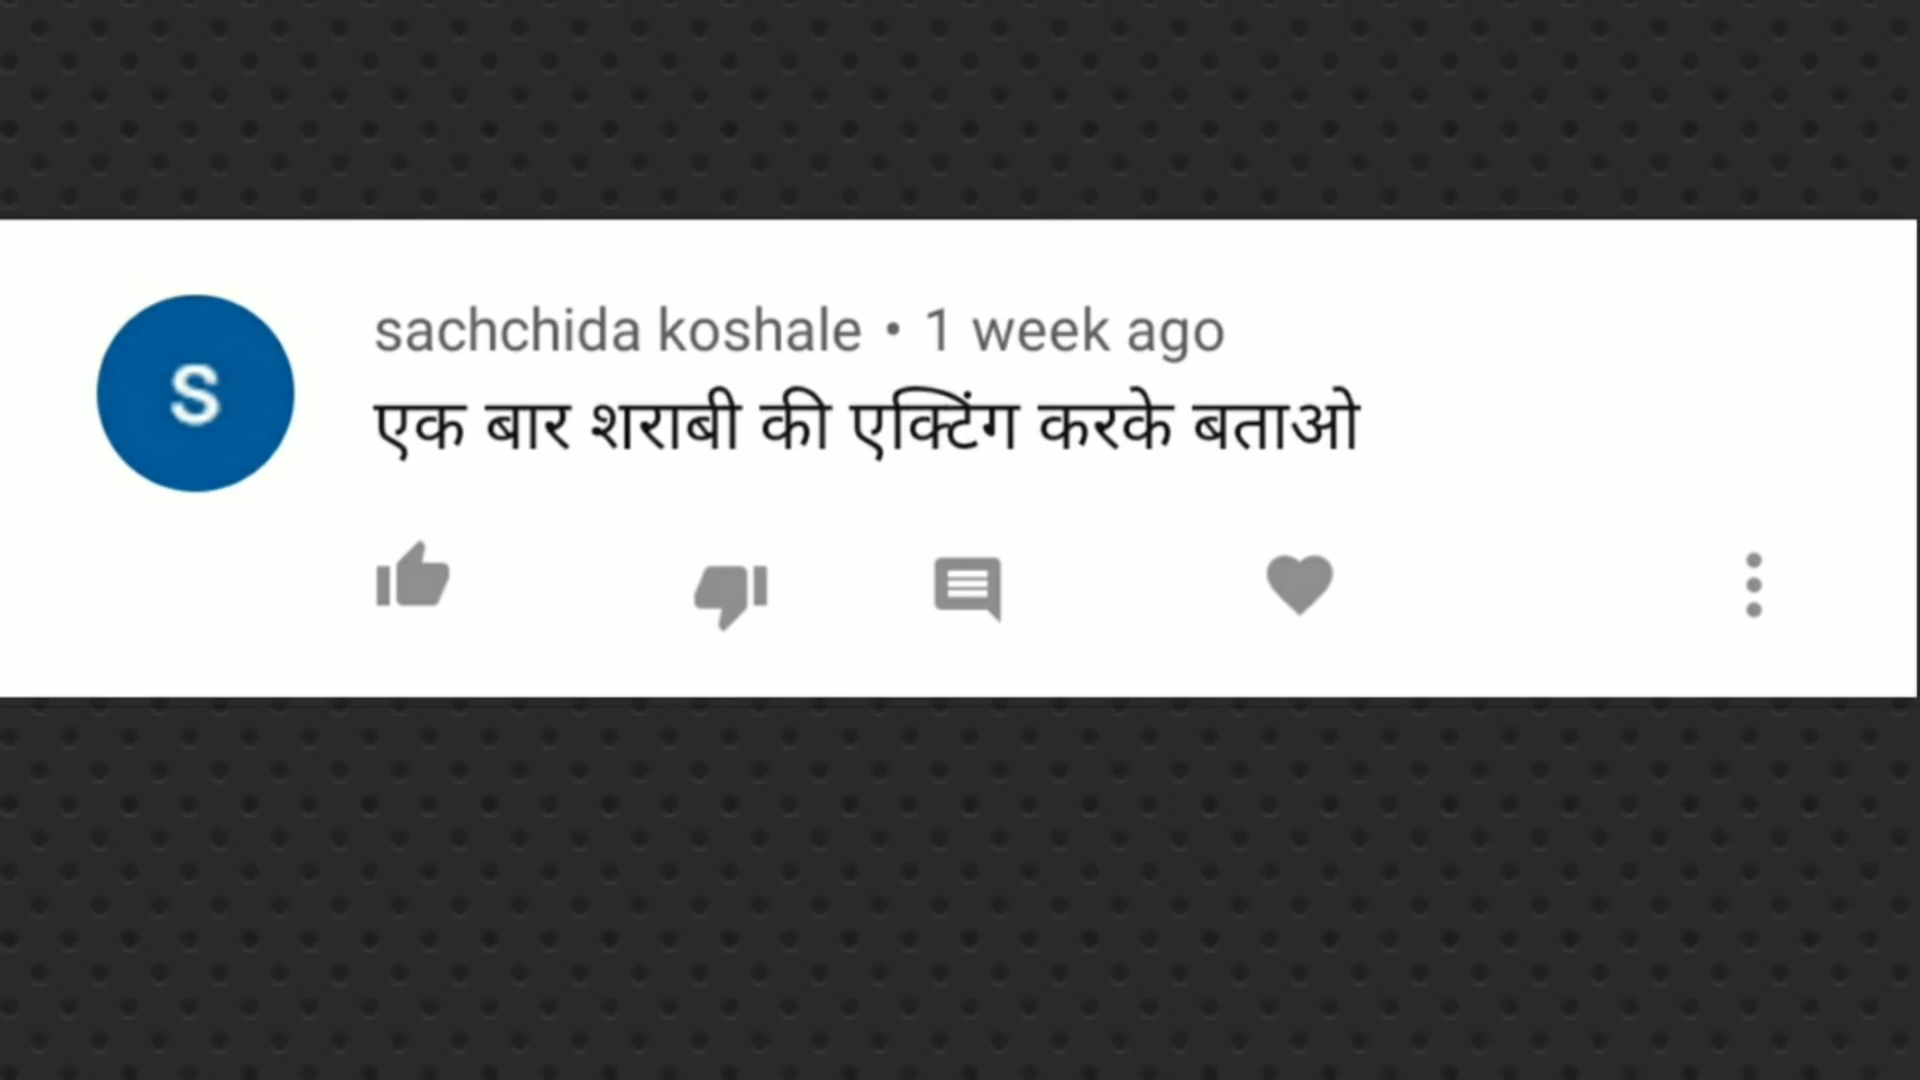 S
sachchida koshale • 1 week ago
एक बार शराबी की एक्टिंग करके बताओ